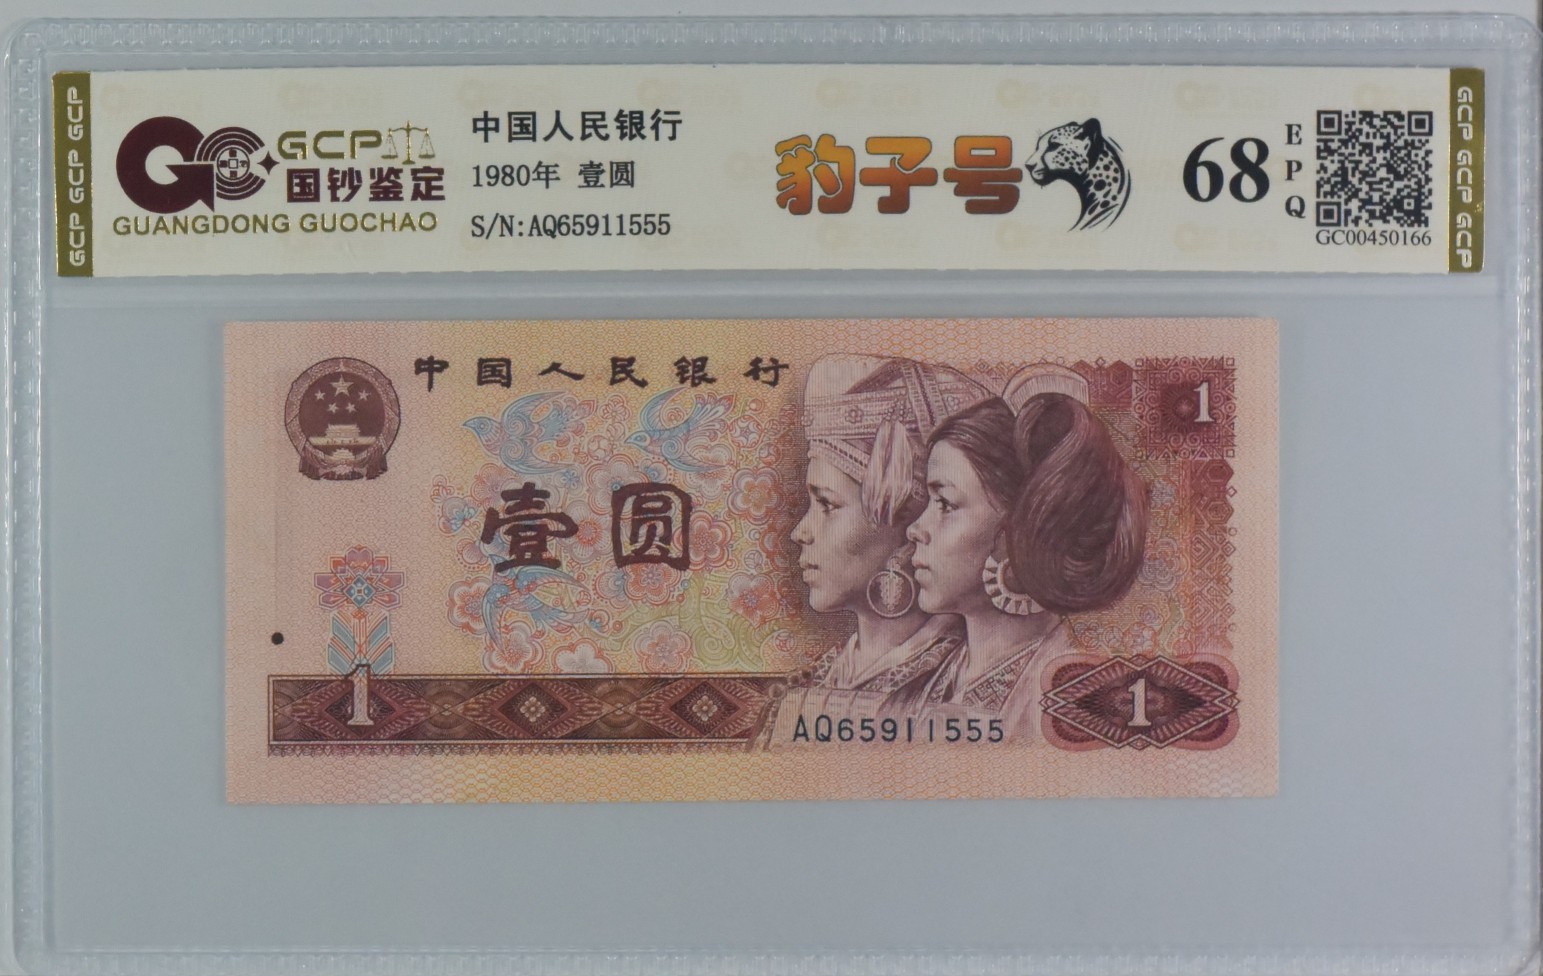 GCP GCP GCP
GCP
国钞鉴定
GUANGDONG GUOCHAO
中国人民银行
1980年 壹圆
S/N:AQ65911555
豹子号
68
EPQ
GC00450166
GCP GCP GCP
中国人民银行
1
壹圆
1
AQ65911555
1